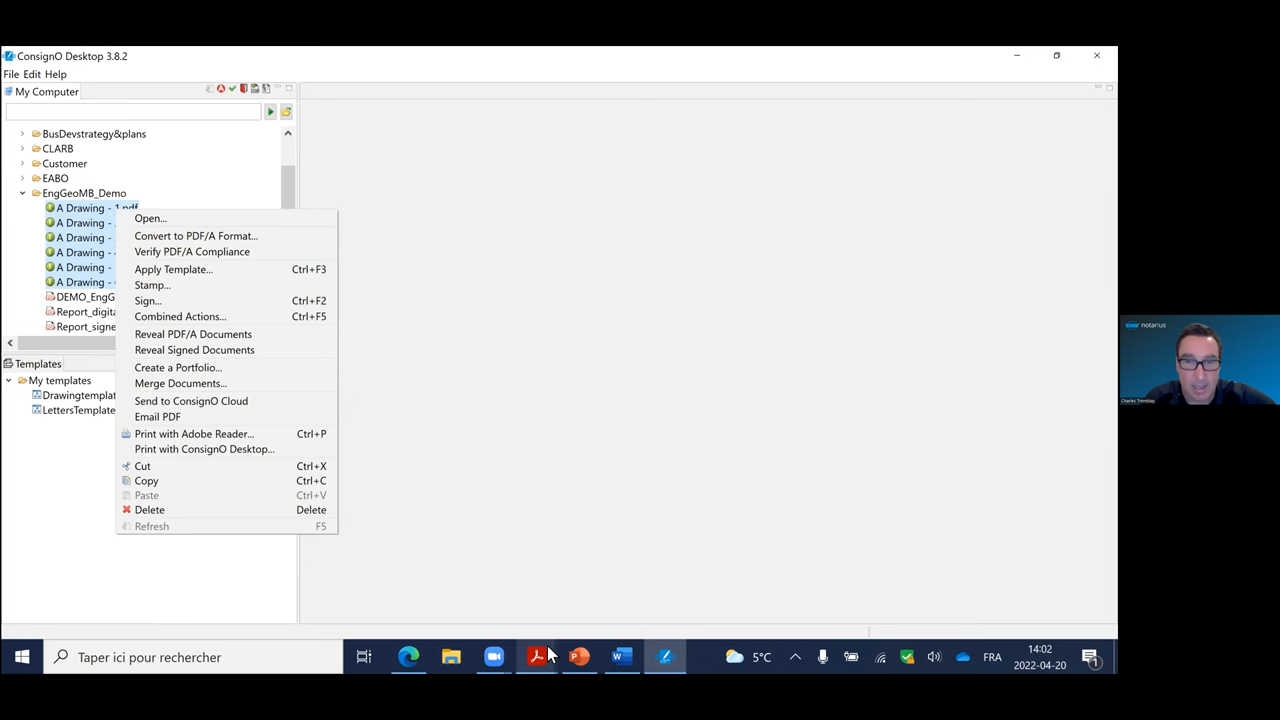 ConsignO Desktop 3.8.2
File Edit Help
My Computer
BusDevstrategy&plans
CLARB
Customer
EABO
EngGeoMB_Demo
A Drawing - 1.pdf
A Drawing -
A Drawing -
A Drawing -
A Drawing -
A Drawing -
DEMO_EngG
Report_digita
Report_signe
Open...
Convert to PDF/A Format...
Verify PDF/A Compliance
Apply Template... Ctrl+F3
Stamp...
Sign... Ctrl+F2
Combined Actions... Ctrl+F5
Reveal PDF/A Documents
Reveal Signed Documents
Create a Portfolio...
Merge Documents...
Send to ConsignO Cloud
Email PDF
Print with Adobe Reader... Ctrl+P
Print with ConsignO Desktop...
Cut Ctrl+X
Copy Ctrl+C
Paste Ctrl+V
Delete Delete
Refresh F5
Templates
My templates
Drawingtemplat
LettersTemplate
notarius
Charles Tremblay
Taper ici pour rechercher
5°C
FRA
14:02
2022-04-20
1